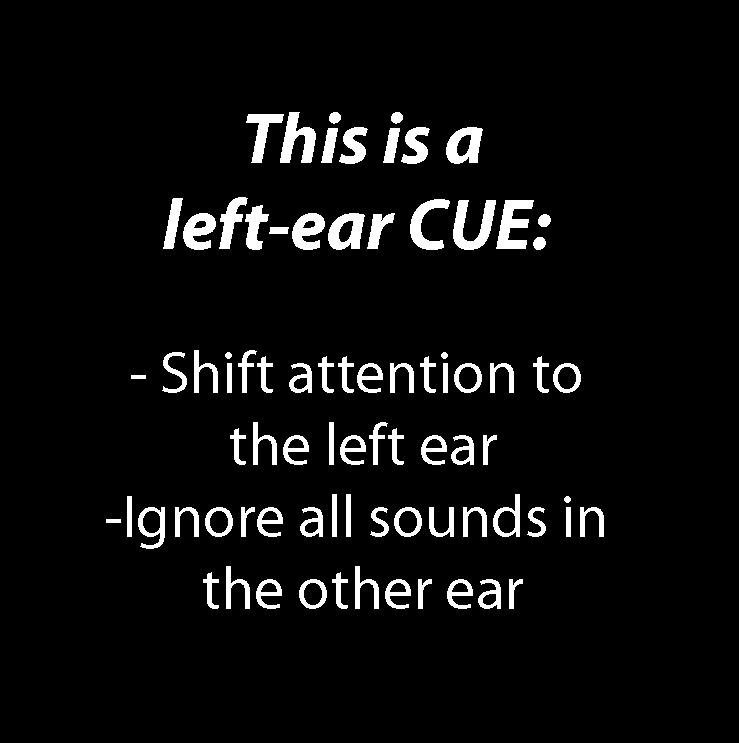 This is a
left-ear CUE:
- Shift attention to
the left ear
-Ignore all sounds in
the other ear